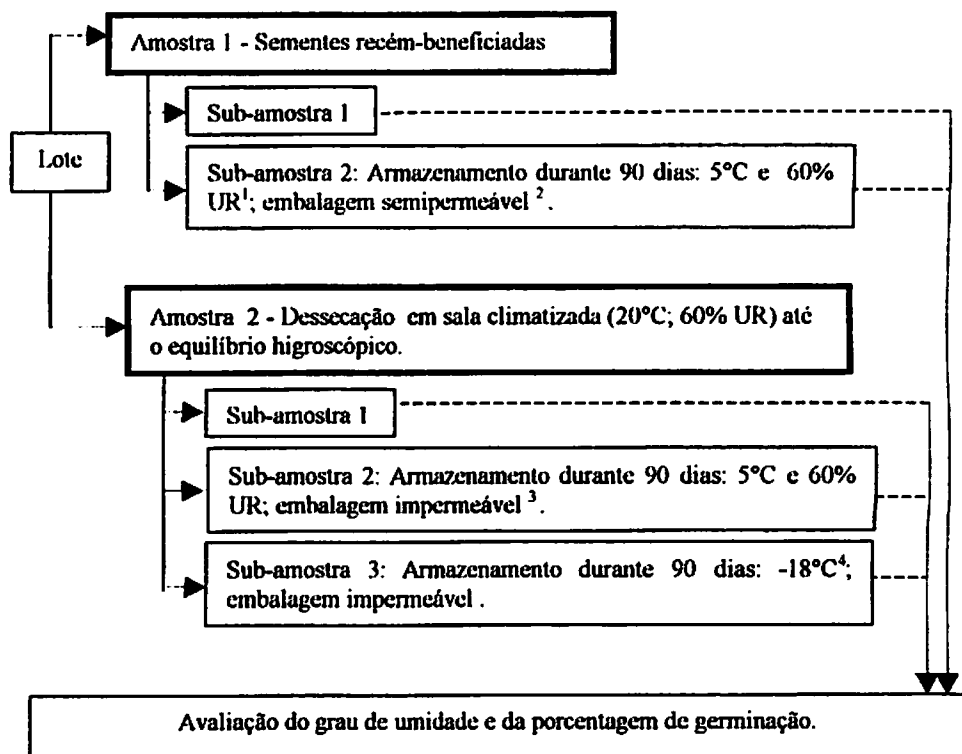 Amostra 1 - Sementes recém-beneficiadas
Sub-amostra 1
Lote
Sub-amostra 2: Armazenamento durante 90 dias: 5°C e 60%
UR¹; embalagem semipermeável ².
Amostra 2 - Dessecação em sala climatizada (20°C; 60% UR) até
o equilíbrio higroscópico.
Sub-amostra 1
Sub-amostra 2: Armazenamento durante 90 dias: 5°C e 60%
UR; embalagem impermeável ³.
Sub-amostra 3: Armazenamento durante 90 dias: -18°C⁴;
embalagem impermeável .
Avaliação do grau de umidade e da porcentagem de germinação.